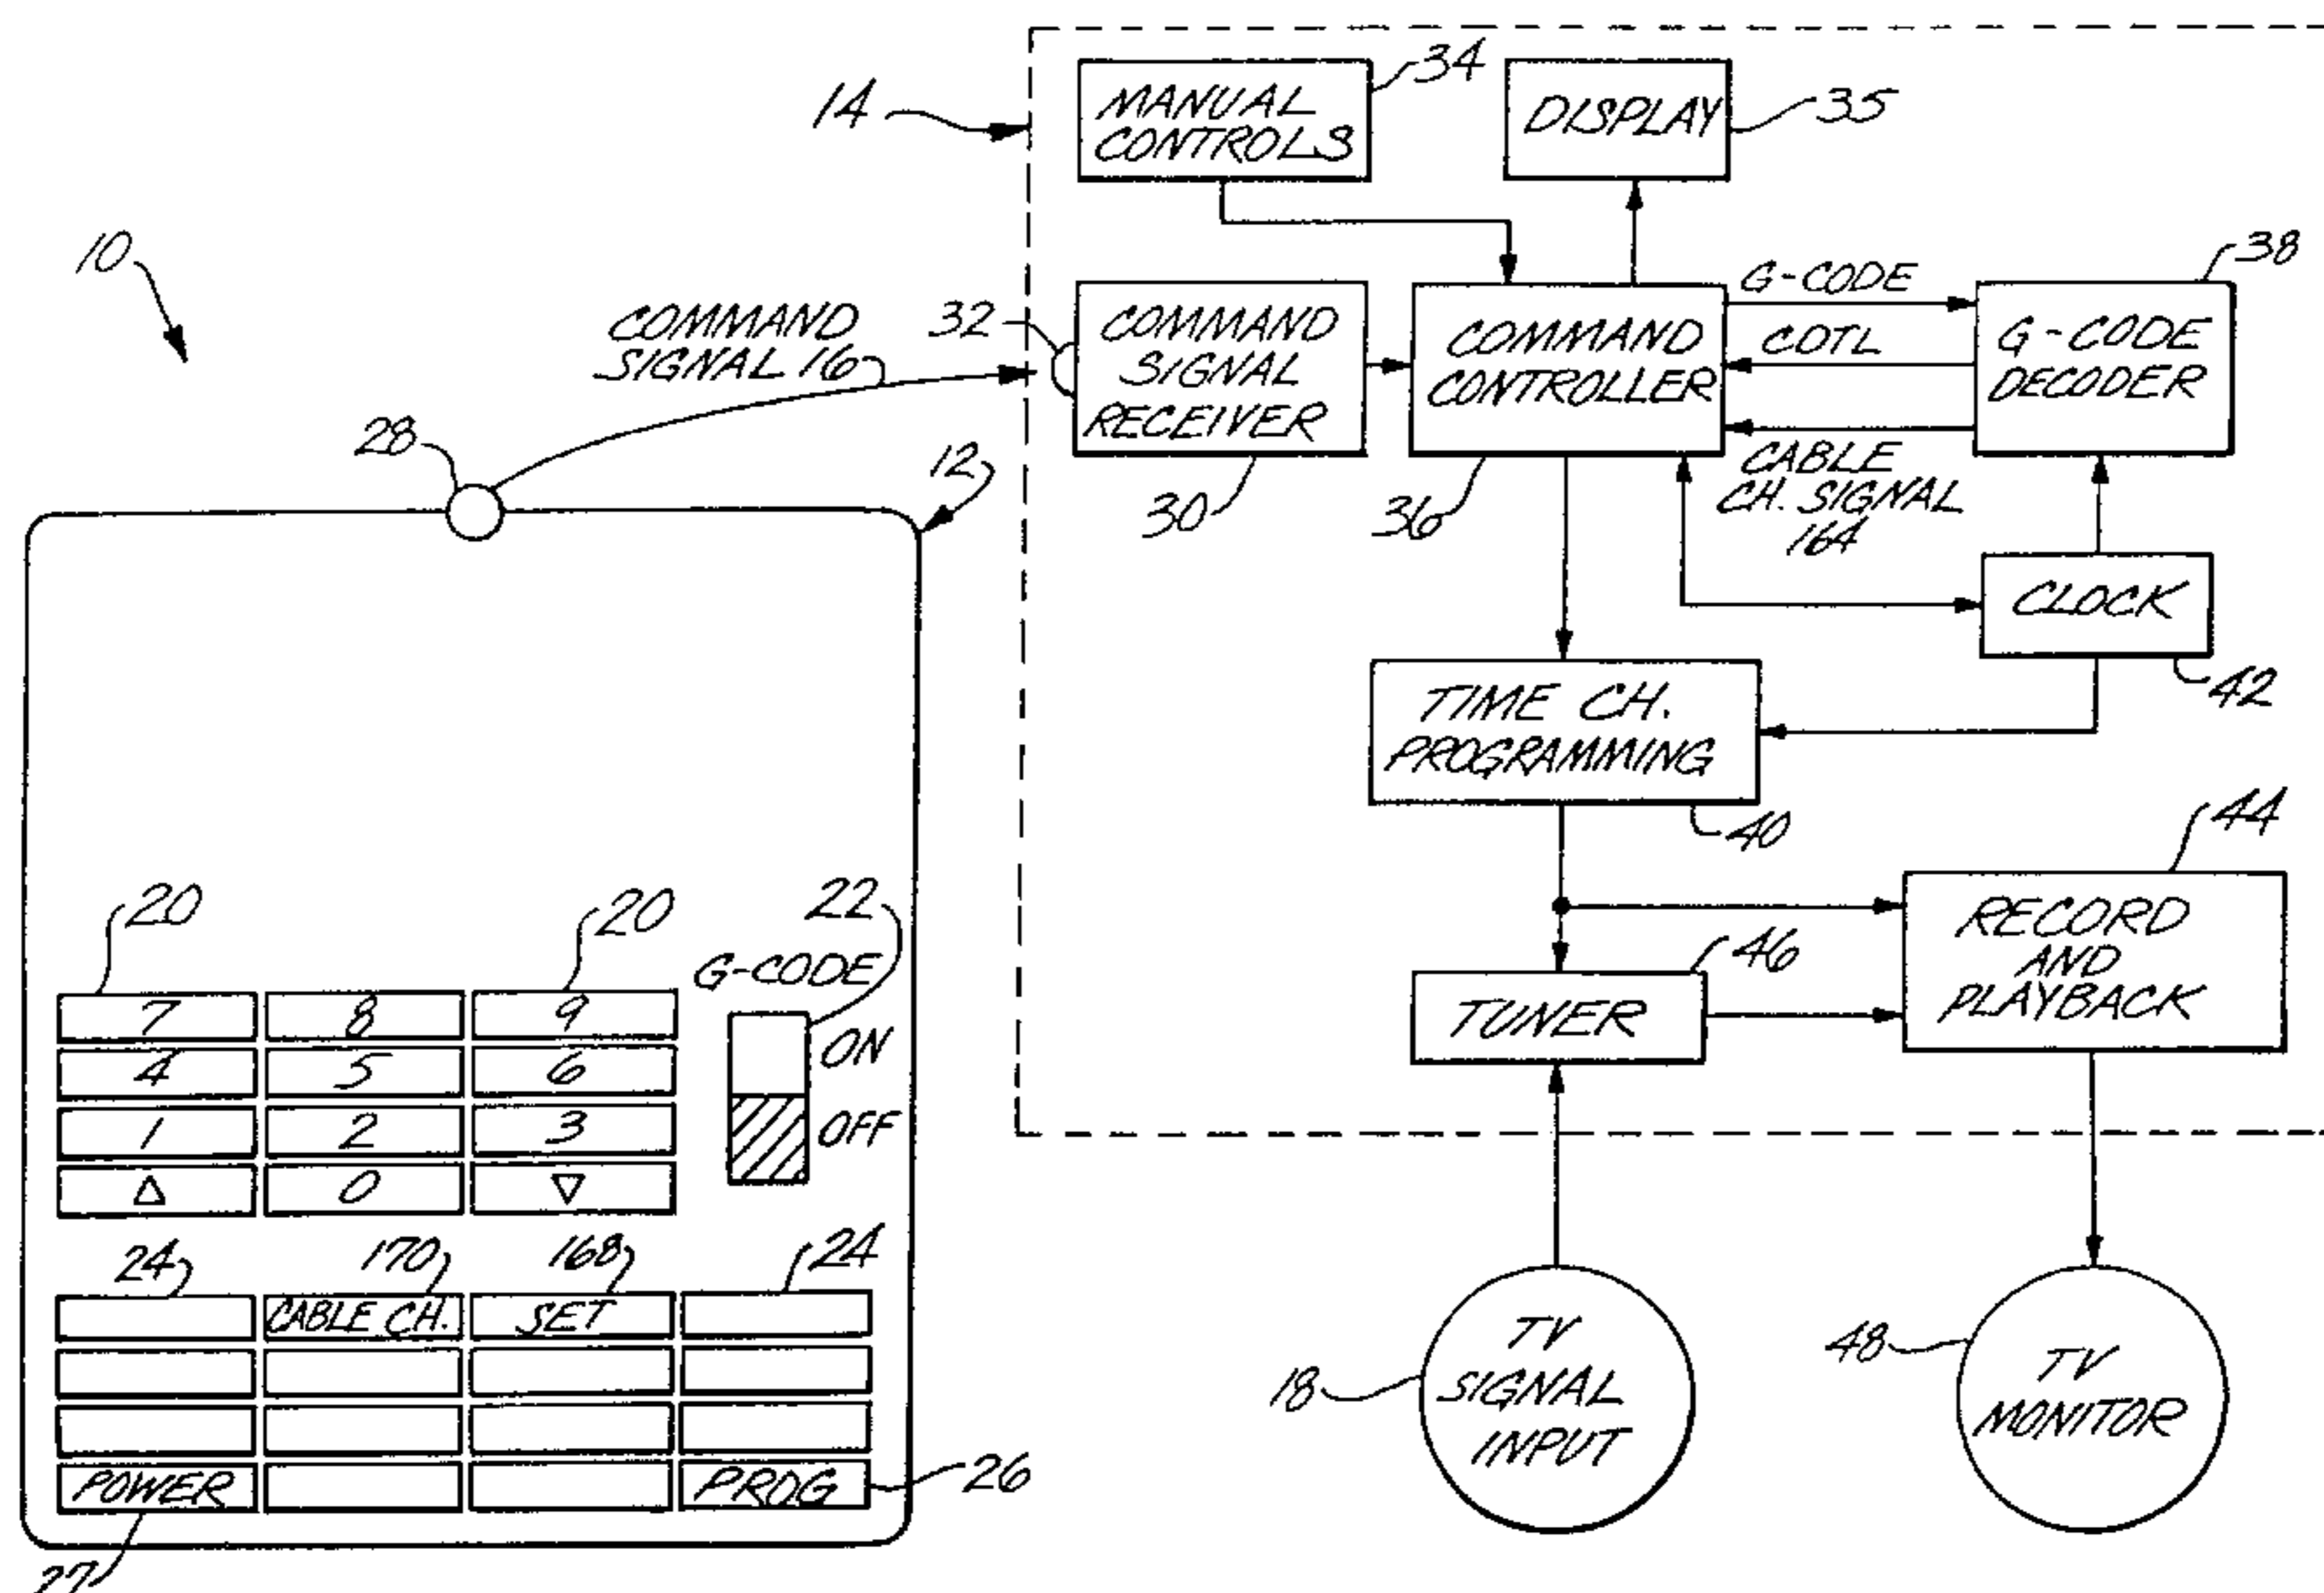 10
COMMAND
SIGNAL 16
28
12
20
20
22
G-CODE
7 8 9
ON
4 5 6
OFF
1 2 3
△ 0 ▽
24
170
168
24
CABLE CH.
SET
POWER
PROG
26
27
14
MANUAL
CONTROLS
34
DISPLAY
35
32
COMMAND
SIGNAL
RECEIVER
30
COMMAND
CONTROLLER
36
G-CODE
CDTL
CABLE
CH. SIGNAL
164
G-CODE
DECODER
38
CLOCK
42
TIME CH.
PROGRAMMING
40
RECORD
AND
PLAYBACK
44
TUNER
46
TV
SIGNAL
INPUT
18
TV
MONITOR
48